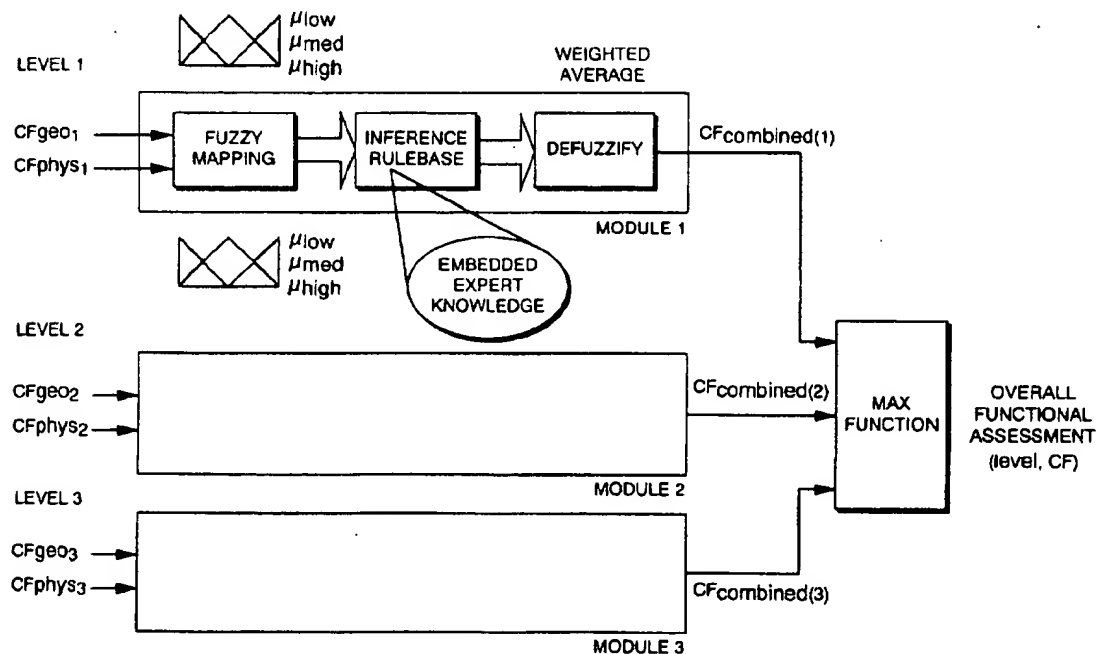 μlow
μmed
μhigh
LEVEL 1
WEIGHTED
AVERAGE
CFgeo1
CFphys1
FUZZY
MAPPING
INFERENCE
RULEBASE
DEFUZZIFY
CFcombined(1)
MODULE 1
μlow
μmed
μhigh
EMBEDDED
EXPERT
KNOWLEDGE
LEVEL 2
CFgeo2
CFphys2
CFcombined(2)
MODULE 2
MAX
FUNCTION
OVERALL
FUNCTIONAL
ASSESSMENT
(level, CF)
LEVEL 3
CFgeo3
CFphys3
CFcombined(3)
MODULE 3